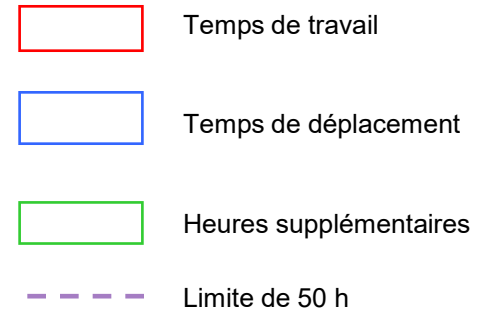 Temps de travail
Temps de déplacement
Heures supplémentaires
Limite de 50 h